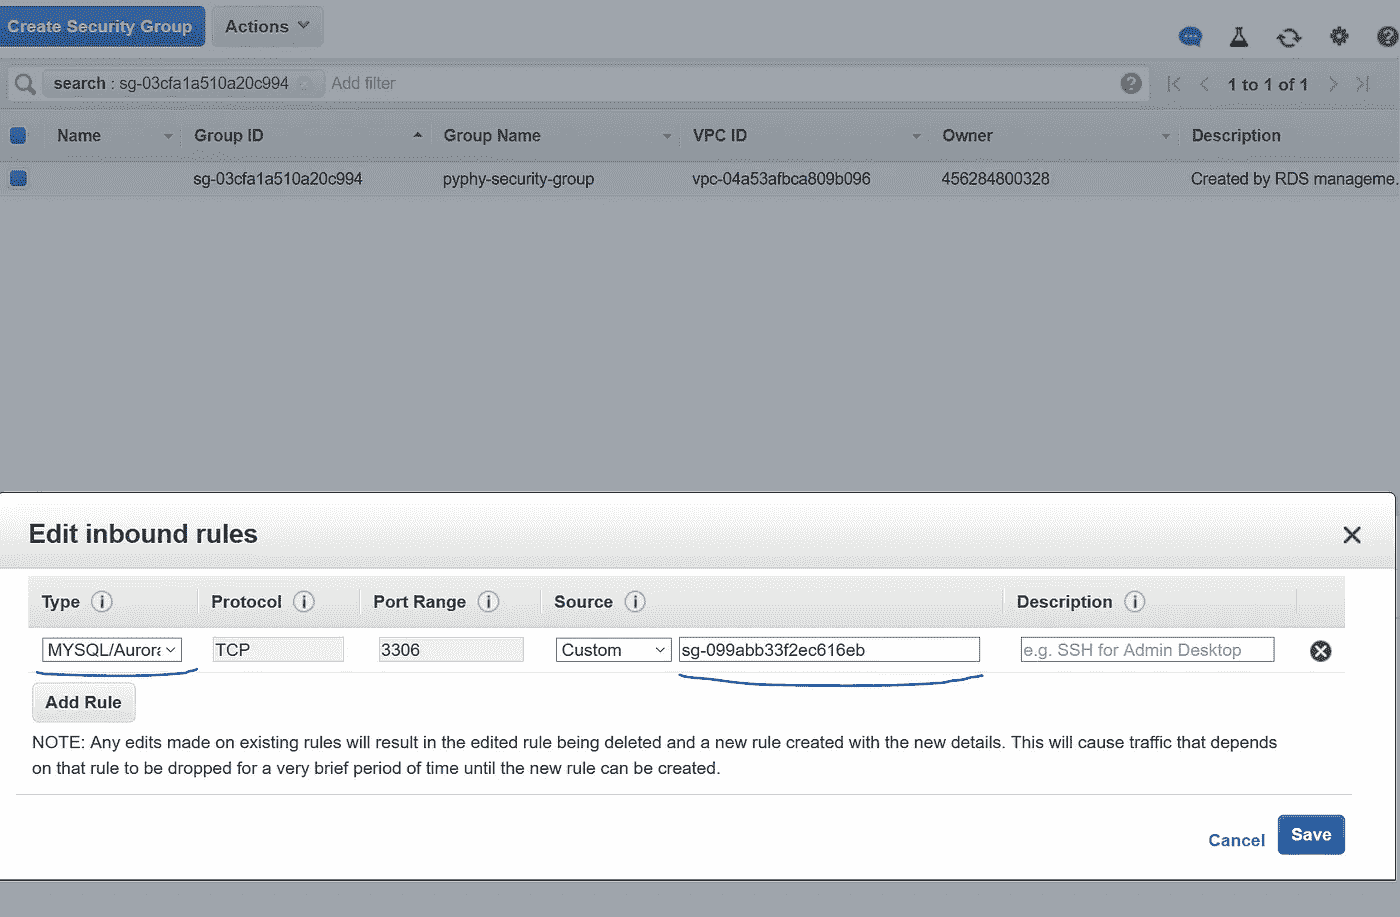 Create Security Group Actions
search : sg-03cfa1a510a20c994 Add filter 1 to 1 of 1
Name Group ID Group Name VPC ID Owner Description
sg-03cfa1a510a20c994 pyphy-security-group vpc-04a53afbca809b096 456284800328 Created by RDS manageme.
Edit inbound rules
Type Protocol Port Range Source Description
MYSQL/Aurora TCP 3306 Custom sg-099abb33f2ec616eb e.g. SSH for Admin Desktop
Add Rule
NOTE: Any edits made on existing rules will result in the edited rule being deleted and a new rule created with the new details. This will cause traffic that depends
on that rule to be dropped for a very brief period of time until the new rule can be created.
Cancel Save